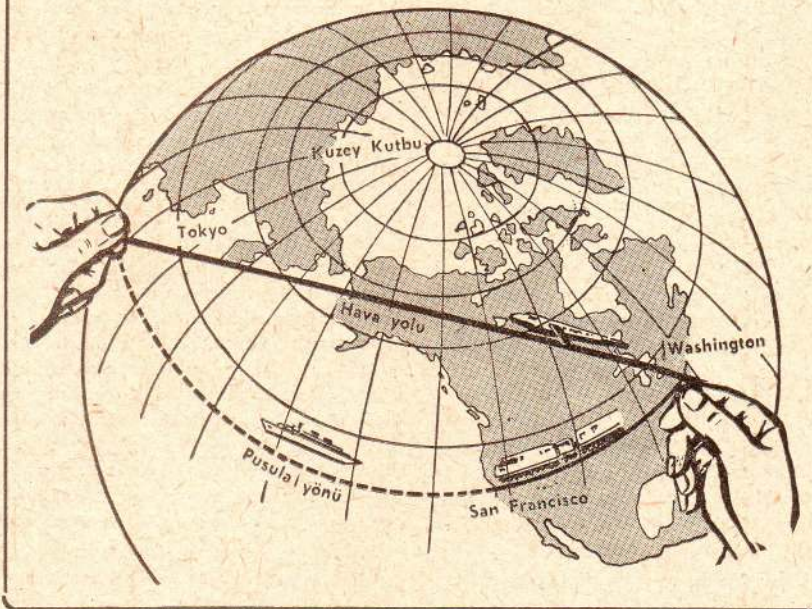 Kuzey Kutbu
Tokyo
Hava yolu
Washington
Pusula yönü
San Francisco